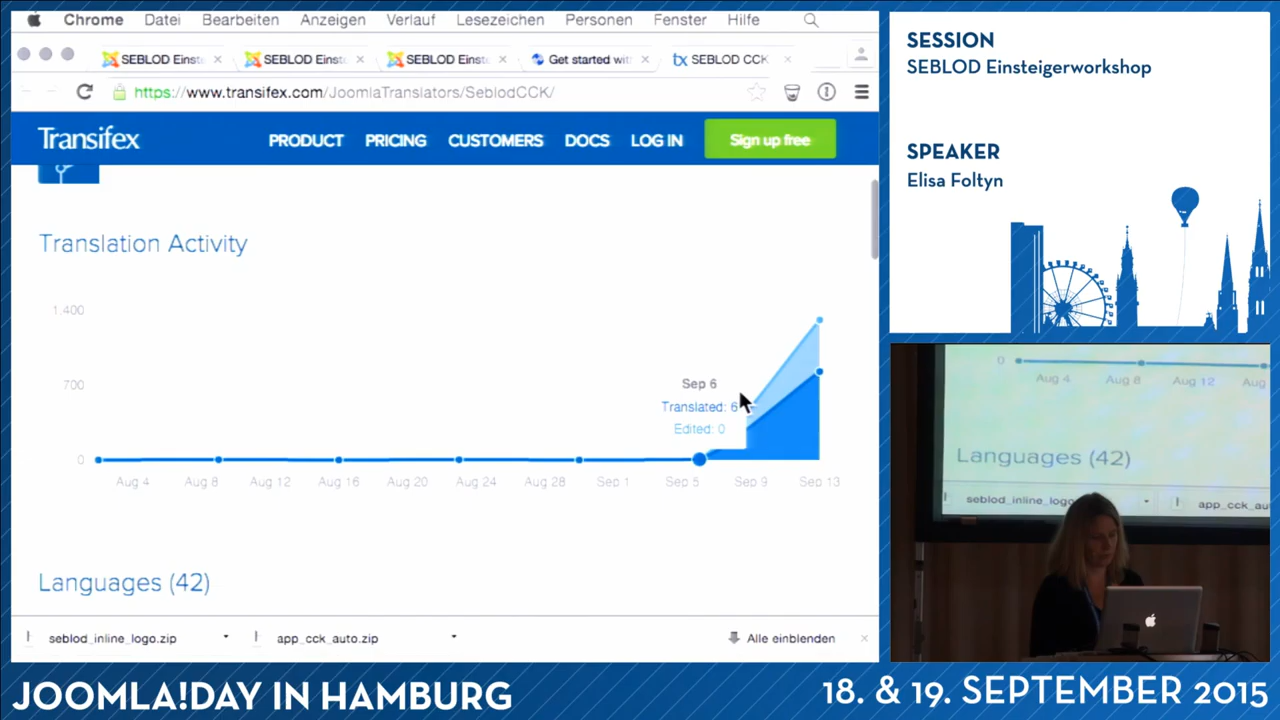 Chrome Datei Bearbeiten Anzeigen Verlauf Lesezeichen Personen Fenster Hilfe
SEBLOD Einst
SEBLOD Einst
SEBLOD Einst
Get started wit
SEBLOD CCK
https://www.transifex.com/JoomlaTranslators/SeblodCCK/
Transifex PRODUCT PRICING CUSTOMERS DOCS LOG IN Sign up free
Translation Activity
1.400
700
0
Sep 6
Translated: 6
Edited: 0
Aug 4 Aug 8 Aug 12 Aug 16 Aug 20 Aug 24 Aug 28 Sep 1 Sep 5 Sep 9 Sep 13
Languages (42)
seblod_inline_logo.zip app_cck_auto.zip Alle einblenden
SESSION
SEBLOD Einsteigerworkshop
SPEAKER
Elisa Foltyn
0
Aug 4 Aug 8 Aug 12 Aug
Languages (42)
seblod_inline_logo
app_cck_au
JOOMLA!DAY IN HAMBURG
18. & 19. SEPTEMBER 2015